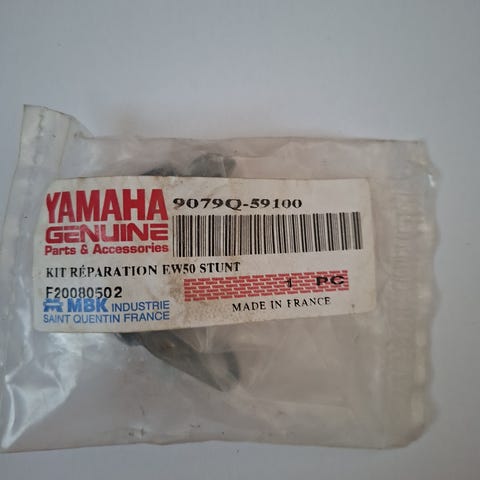 YAMAHA
GENUINE
Parts & Accessories
9079Q-59100
KIT RÉPARATION EW50 STUNT
F20080502
1 PC
MBK INDUSTRIE
SAINT QUENTIN FRANCE
MADE IN FRANCE